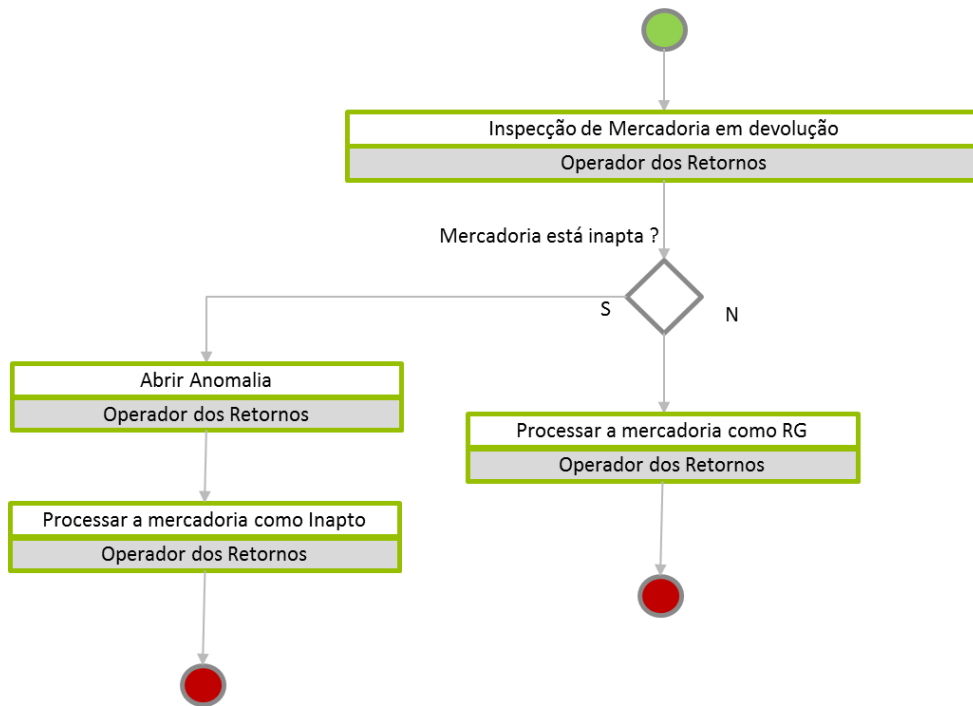 Inspecção de Mercadoria em devolução
Operador dos Retornos
Mercadoria está inapta ?
S
N
Abrir Anomalia
Operador dos Retornos
Processar a mercadoria como RG
Operador dos Retornos
Processar a mercadoria como Inapto
Operador dos Retornos